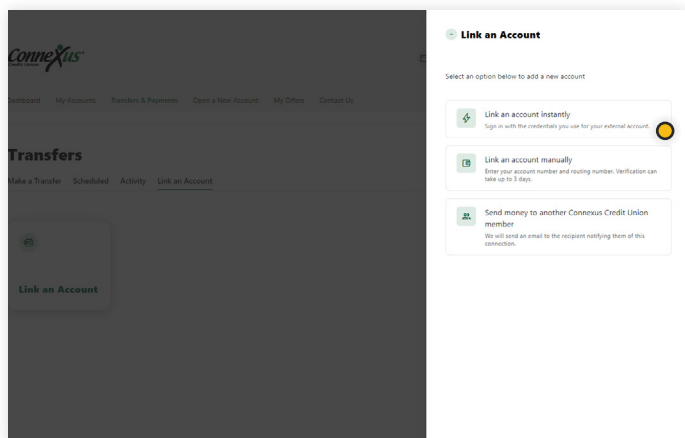 Link an Account
ConneXus
Credit Union
Select an option below to add a new account
Dashboard My Accounts Transfers & Payments Open a New Account My Offers Contact Us
Link an account instantly
Sign in with the credentials you use for your external account.
Transfers
Link an account manually
Enter your account number and routing number. Verification can
take up to 3 days.
Make a Transfer Scheduled Activity Link an Account
Send money to another Connexus Credit Union
member
We will send an email to the recipient notifying them of this
connection.
Link an Account